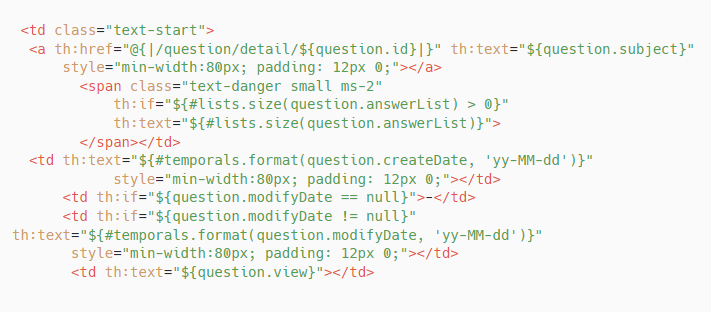 <td class="text-start">
<a th:href="@{|/question/detail/${question.id}|}" th:text="${question.subject}"
style="min-width:80px; padding: 12px 0;"></a>
<span class="text-danger small ms-2"
th:if="${#lists.size(question.answerList) > 0}"
th:text="${#lists.size(question.answerList)}">
</span></td>
<td th:text="${#temporals.format(question.createDate, 'yy-MM-dd')}"
style="min-width:80px; padding: 12px 0;"></td>
<td th:if="${question.modifyDate == null}">-</td>
<td th:if="${question.modifyDate != null}"
th:text="${#temporals.format(question.modifyDate, 'yy-MM-dd')}"
style="min-width:80px; padding: 12px 0;"></td>
<td th:text="${question.view}"></td>